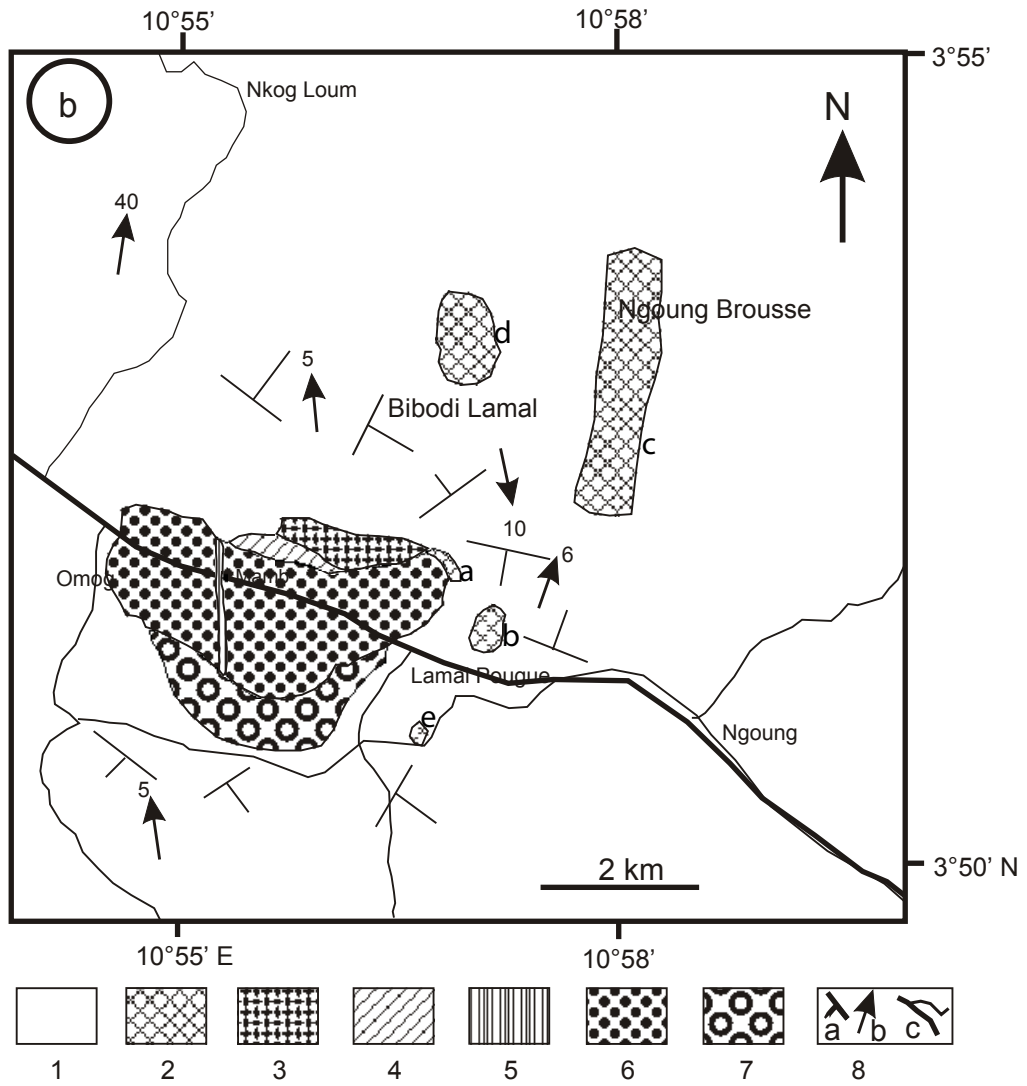 10°55’ 10°58’
3°55’
b
Nkog Loum
N
40
Ngoung Brousse
d
5
Bibodi Lamal
c
10
6
Omog Mamb a
b
Lamal Pougue
e
Ngoung
5
2 km
3°50’ N
10°55’ E 10°58’
a b c
1 2 3 4 5 6 7 8